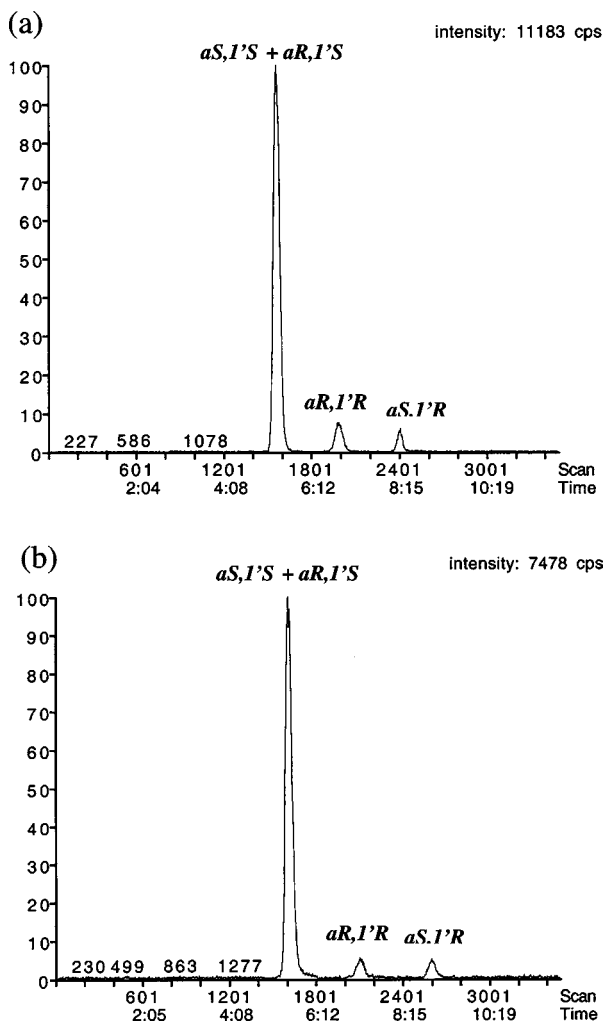 (a)
intensity: 11183 cps
aS,1'S + aR,1'S
100
90
80
70
60
50
40
30
20
10
0
aR,1'R
aS.1'R
227 586 1078
601 1201 1801 2401 3001 Scan
2:04 4:08 6:12 8:15 10:19 Time
(b)
intensity: 7478 cps
aS,1'S + aR,1'S
100
90
80
70
60
50
40
30
20
10
0
aR,1'R
aS.1'R
230 499 863 1277
601 1201 1801 2401 3001 Scan
2:05 4:08 6:12 8:15 10:19 Time